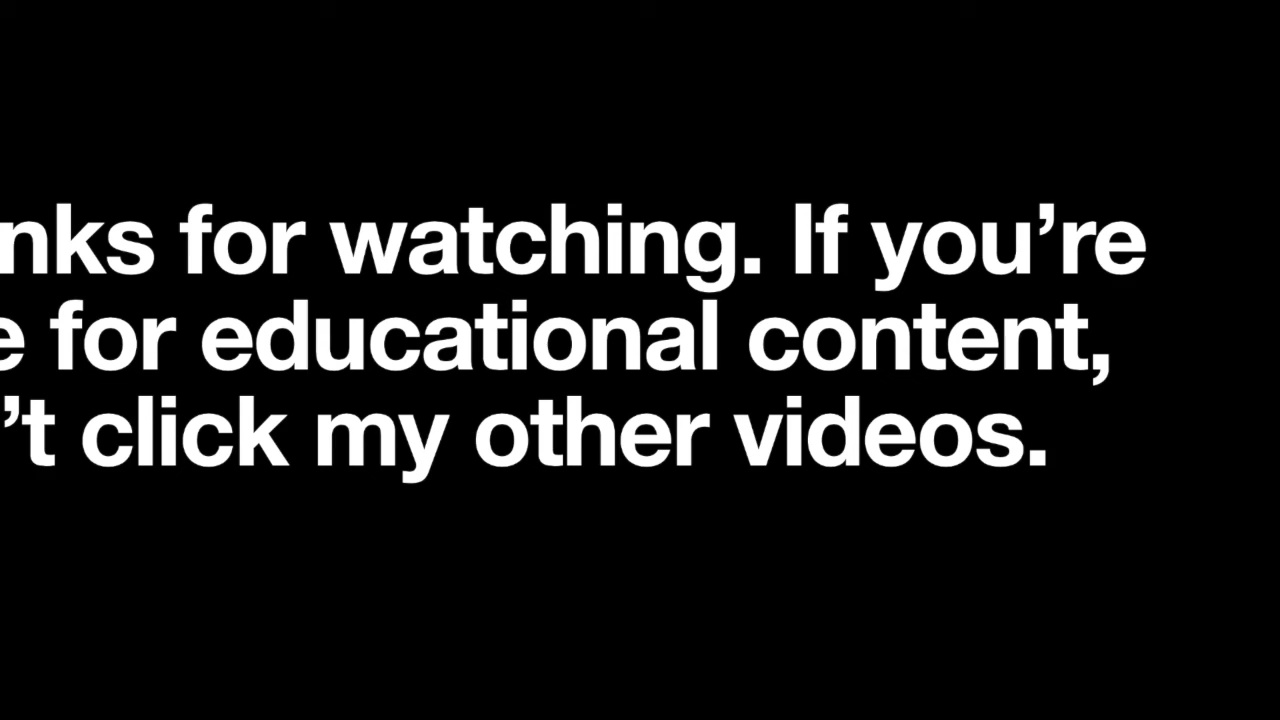 nks for watching. If you’re
e for educational content,
’t click my other videos.